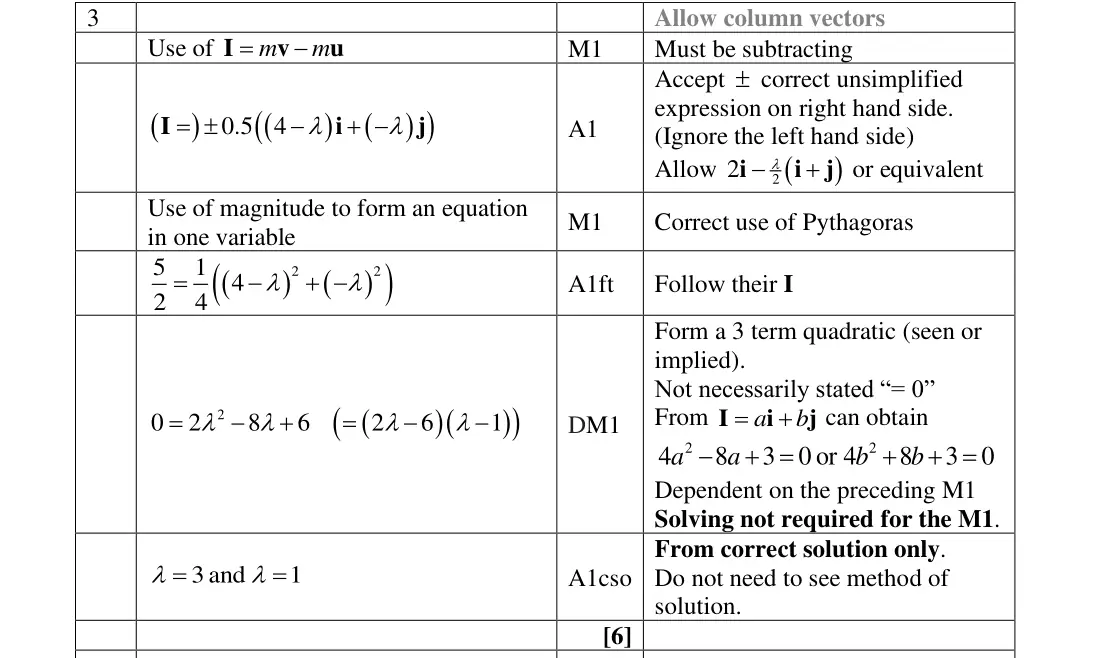 3 Allow column vectors
Use of I = mv − mu M1 Must be subtracting
(I =) ± 0.5((4 − λ)i + (−λ)j) A1 Accept ± correct unsimplified
expression on right hand side.
(Ignore the left hand side)
Allow 2i − λ/2 (i + j) or equivalent
Use of magnitude to form an equation
in one variable M1 Correct use of Pythagoras
5/2 = 1/4 ((4 − λ)² + (−λ)²) A1ft Follow their I
0 = 2λ² − 8λ + 6 (= (2λ − 6)(λ − 1)) DM1 Form a 3 term quadratic (seen or
implied).
Not necessarily stated “= 0”
From I = ai + bj can obtain
4a² − 8a + 3 = 0 or 4b² + 8b + 3 = 0
Dependent on the preceding M1
Solving not required for the M1.
λ = 3 and λ = 1 A1cso From correct solution only.
Do not need to see method of
solution.
[6]